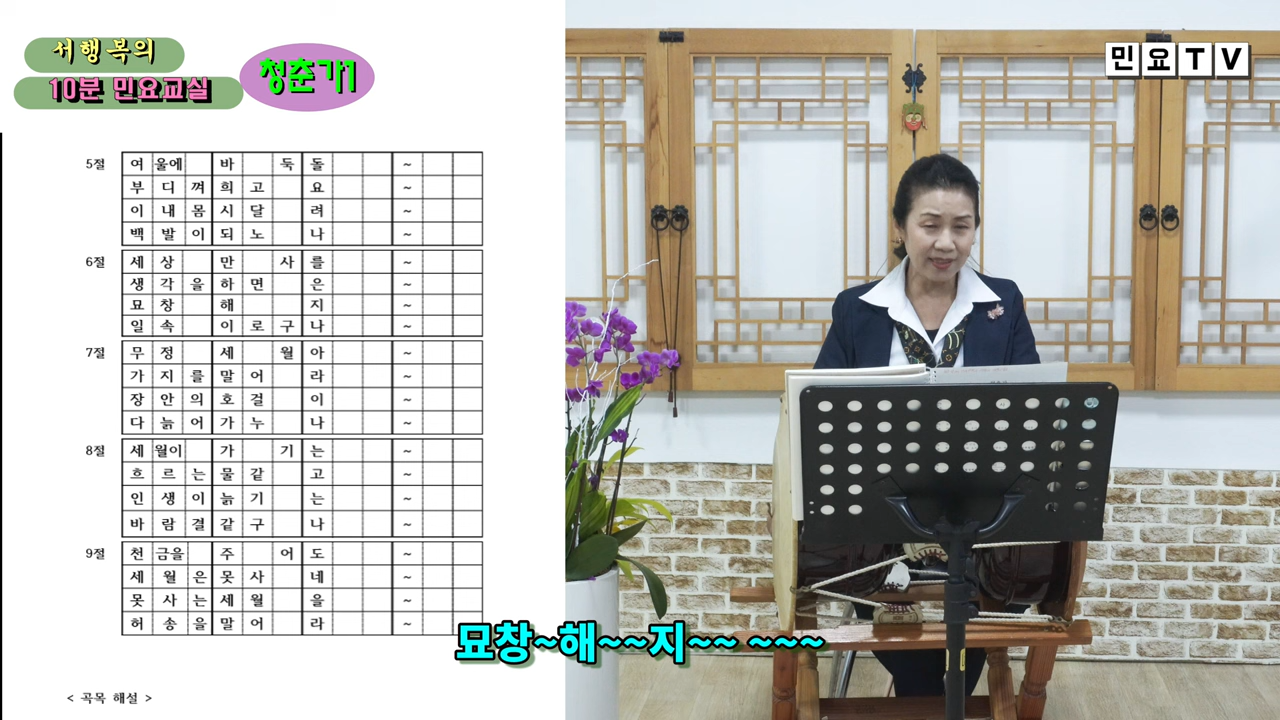 서행복의
10분 민요교실
청춘가1
민요TV
5절 여 울에 바 둑 돌 ~
부 디 껴 희 고 요 ~
이 내 몸 시 달 려 ~
백 발 이 되 노 나 ~
6절 세 상 만 사 를 ~
생 각 을 하 면 은 ~
묘 창 해 지 ~
일 속 이 로 구 나 ~
7절 무 정 세 월 아 ~
가 지 를 말 어 라 ~
장 안 의 호 걸 이 ~
다 늙 어 가 누 나 ~
8절 세 월이 가 기 는 ~
흐 르 는 물 같 고 ~
인 생 이 늙 기 는 ~
바 람 결 같 구 나 ~
9절 천 금을 주 어 도 ~
세 월 은 못 사 네 ~
못 사 는 세 월 을 ~
허 송 을 말 어 라 ~
묘창~해~~지~~ ~~~
< 곡목 해설 >